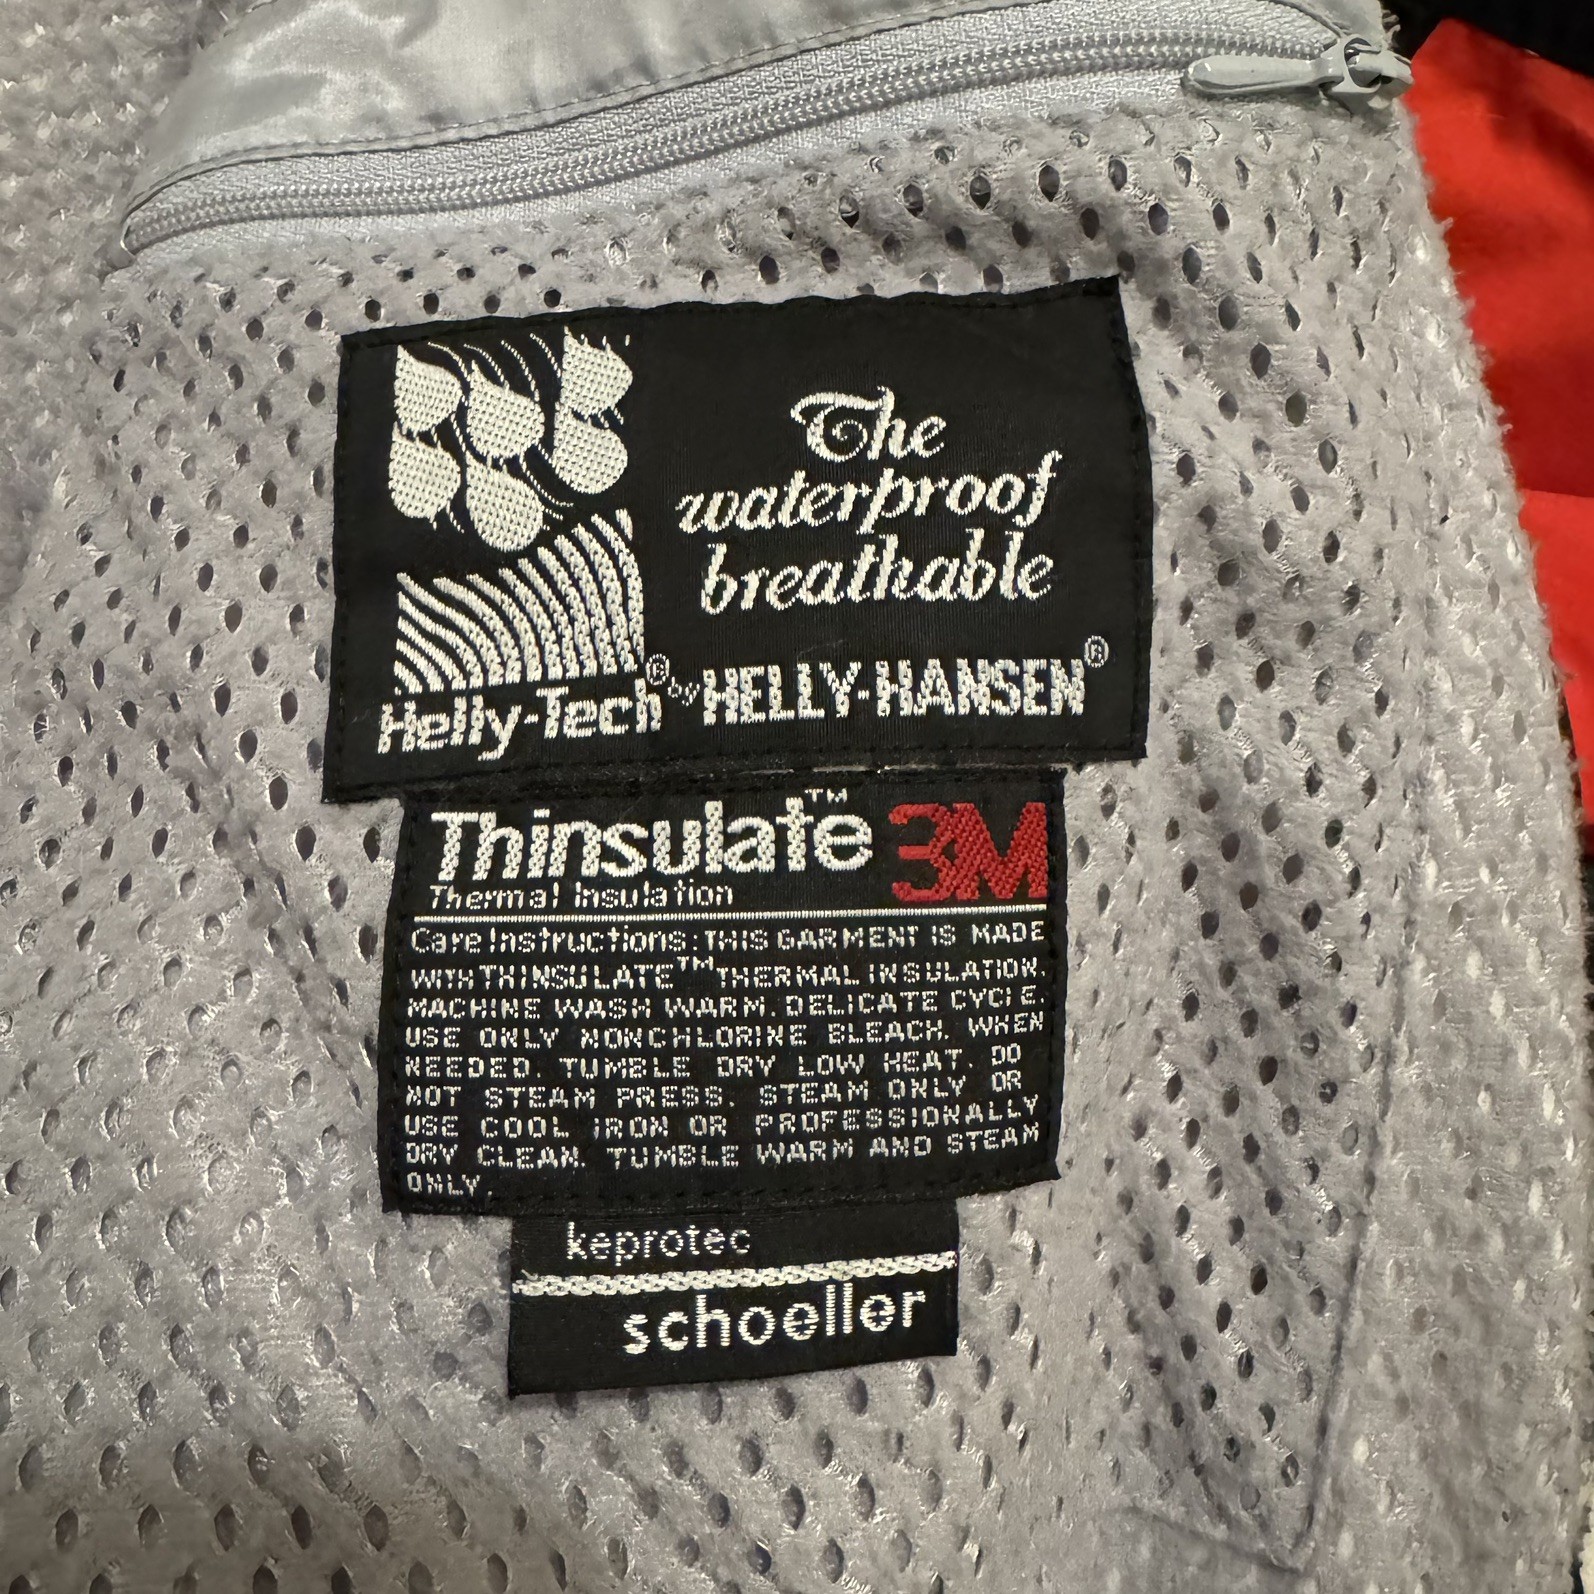 The
waterproof
breathable
Helly-Tech® by HELLY-HANSEN®
Thinsulate™ 3M
Thermal Insulation
Care Instructions: THIS GARMENT IS MADE
WITH THINSULATE™ THERMAL INSULATION.
MACHINE WASH WARM. DELICATE CYCLE.
USE ONLY NONCHLORINE BLEACH. WHEN
NEEDED. TUMBLE DRY LOW HEAT. DO
NOT STEAM PRESS. STEAM ONLY OR
USE COOL IRON OR PROFESSIONALLY
DRY CLEAN. TUMBLE WARM AND STEAM
ONLY.
keprotec
schoeller